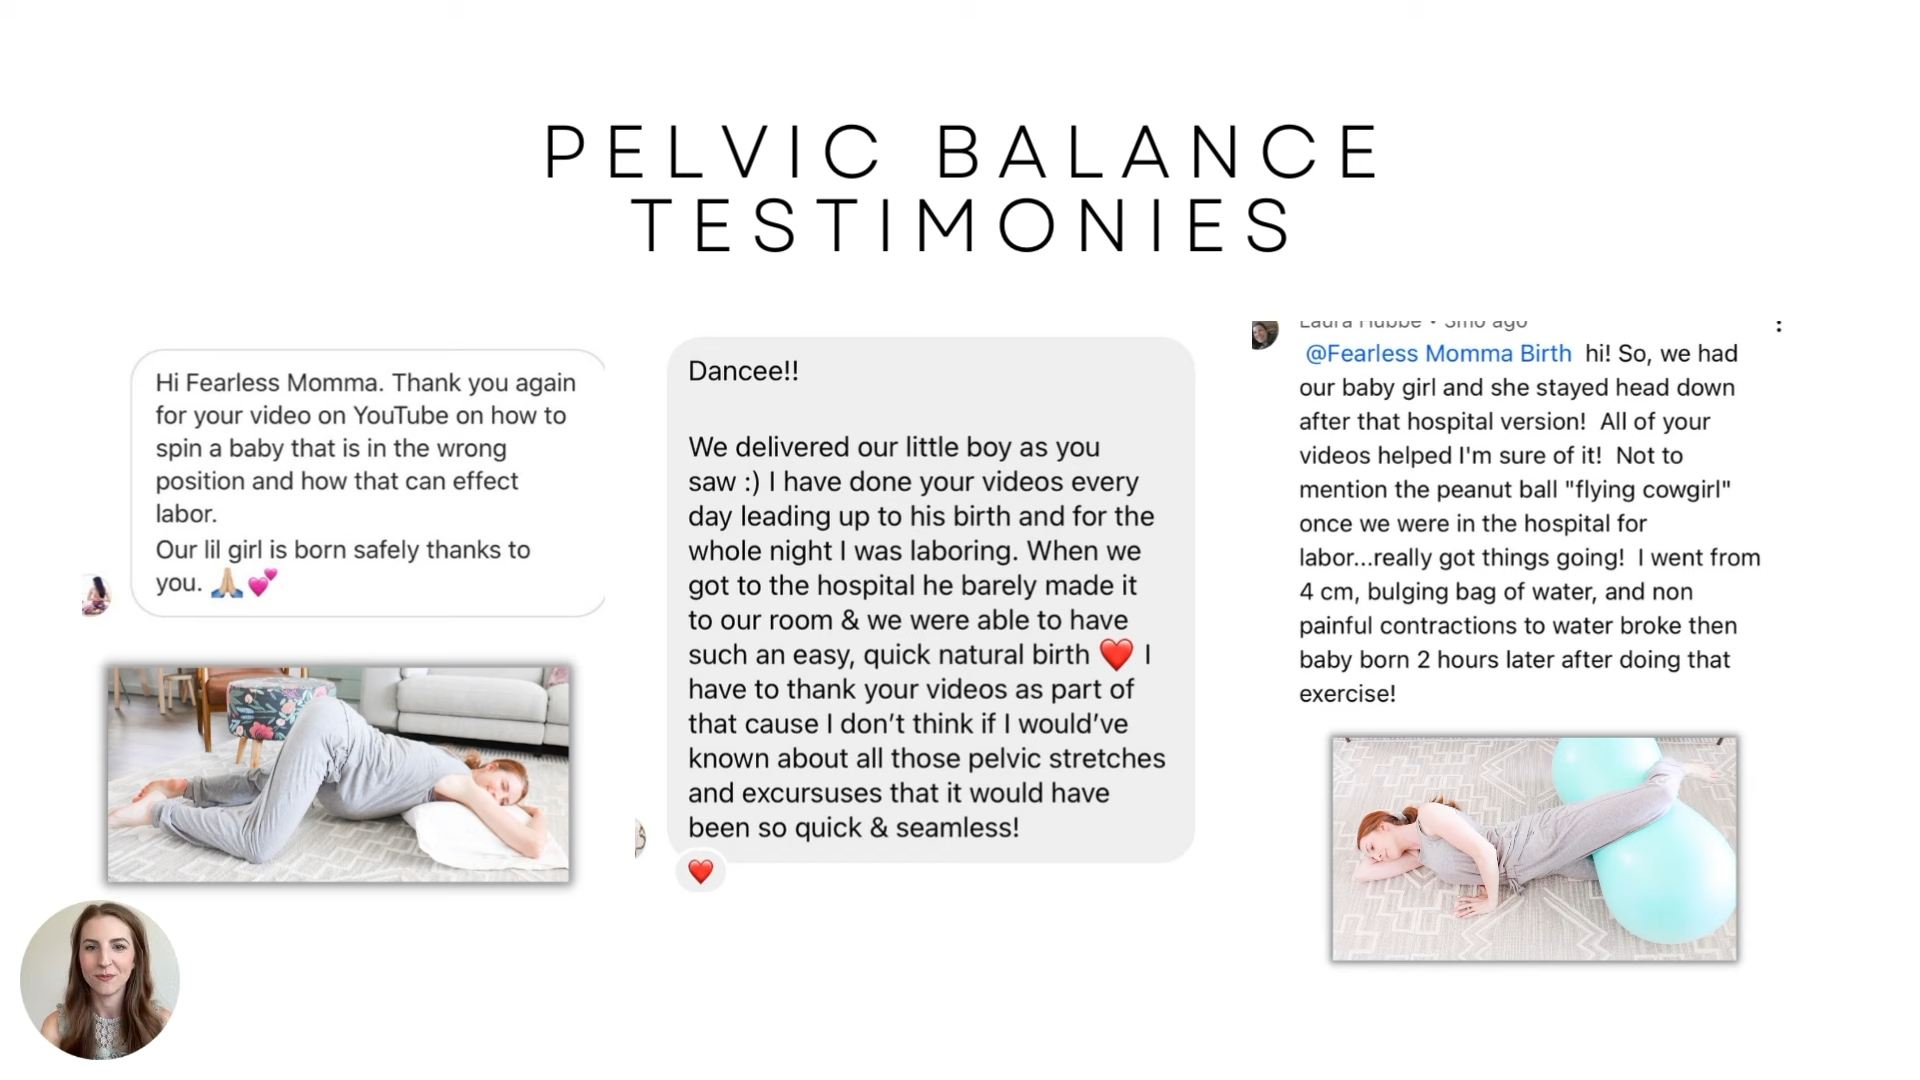 PELVIC BALANCE
TESTIMONIES
Hi Fearless Momma. Thank you again
for your video on YouTube on how to
spin a baby that is in the wrong
position and how that can effect
labor.
Our lil girl is born safely thanks to
you. 🙏🏼💕
Dancee!!
We delivered our little boy as you
saw :) I have done your videos every
day leading up to his birth and for the
whole night I was laboring. When we
got to the hospital he barely made it
to our room & we were able to have
such an easy, quick natural birth ❤️ I
have to thank your videos as part of
that cause I don’t think if I would’ve
known about all those pelvic stretches
and excursuses that it would have
been so quick & seamless!
Laura Hubbe • 3mo ago
@Fearless Momma Birth hi! So, we had
our baby girl and she stayed head down
after that hospital version! All of your
videos helped I'm sure of it! Not to
mention the peanut ball "flying cowgirl"
once we were in the hospital for
labor...really got things going! I went from
4 cm, bulging bag of water, and non
painful contractions to water broke then
baby born 2 hours later after doing that
exercise!